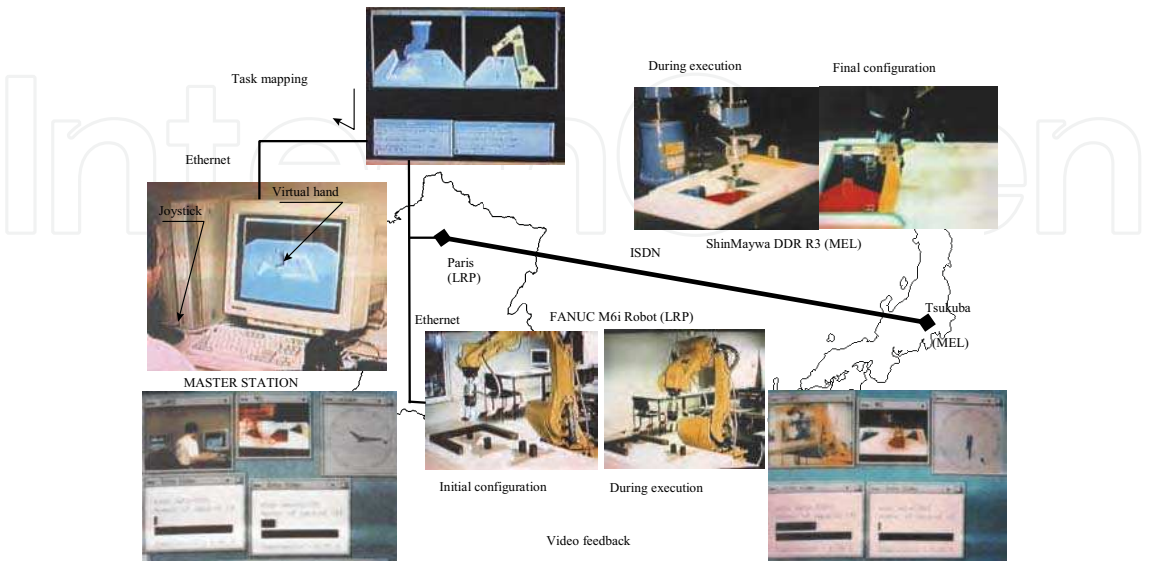 Task mapping
During execution
Final configuration
Ethernet
Virtual hand
Joystick
ShinMaywa DDR R3 (MEL)
ISDN
Paris
(LRP)
Tsukuba
(MEL)
Ethernet
FANUC M6i Robot (LRP)
MASTER STATION
Initial configuration
During execution
Video feedback